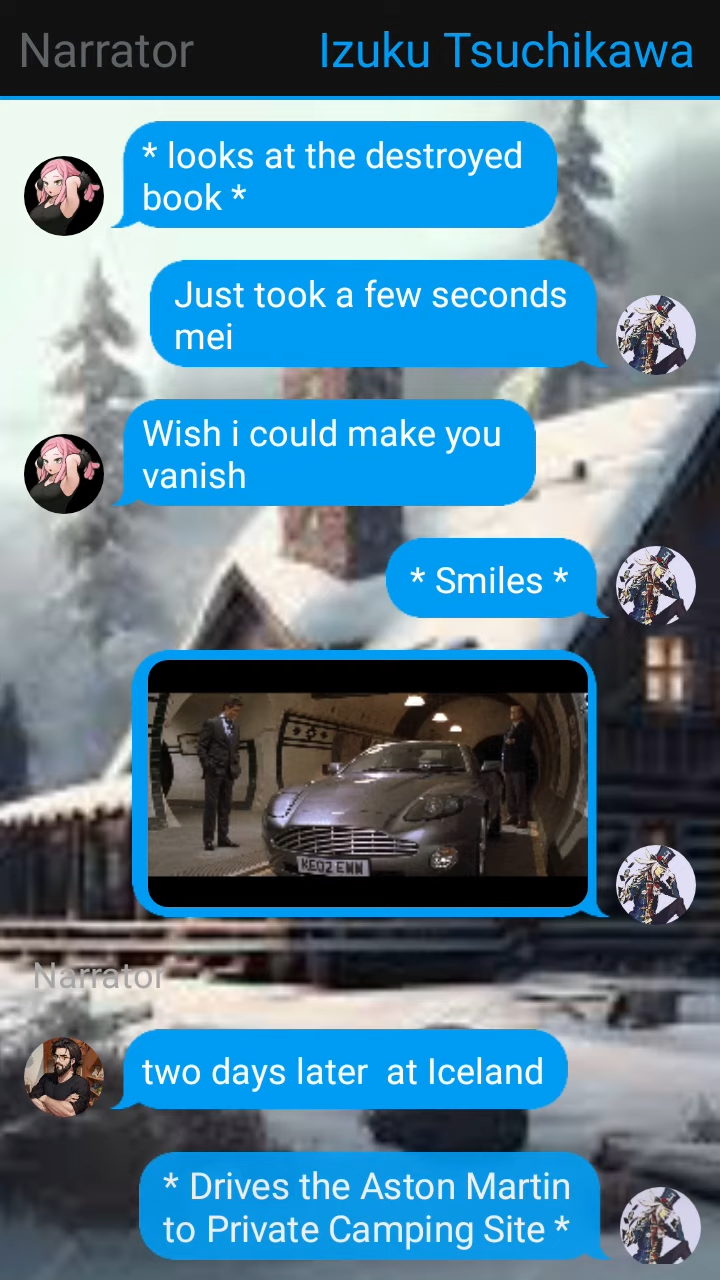 Narrator Izuku Tsuchikawa
* looks at the destroyed
book *
Just took a few seconds
mei
Wish i could make you
vanish
* Smiles *
KE02 EWW
Narrator
two days later  at Iceland
* Drives the Aston Martin
to Private Camping Site *